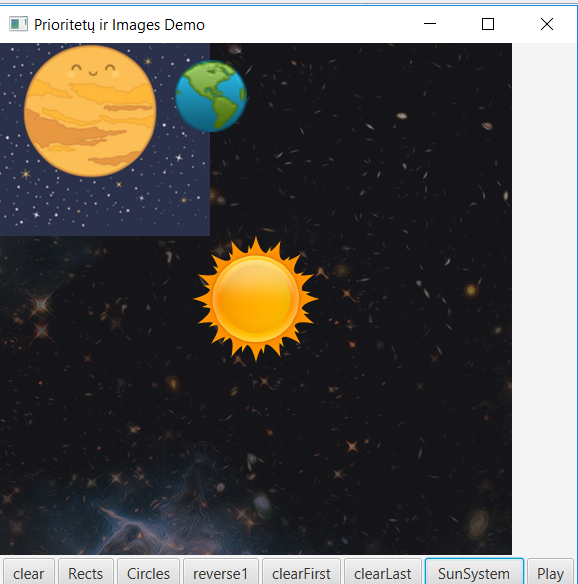 Prioritetų ir Images Demo
clear
Rects
Circles
reverse1
clearFirst
clearLast
SunSystem
Play